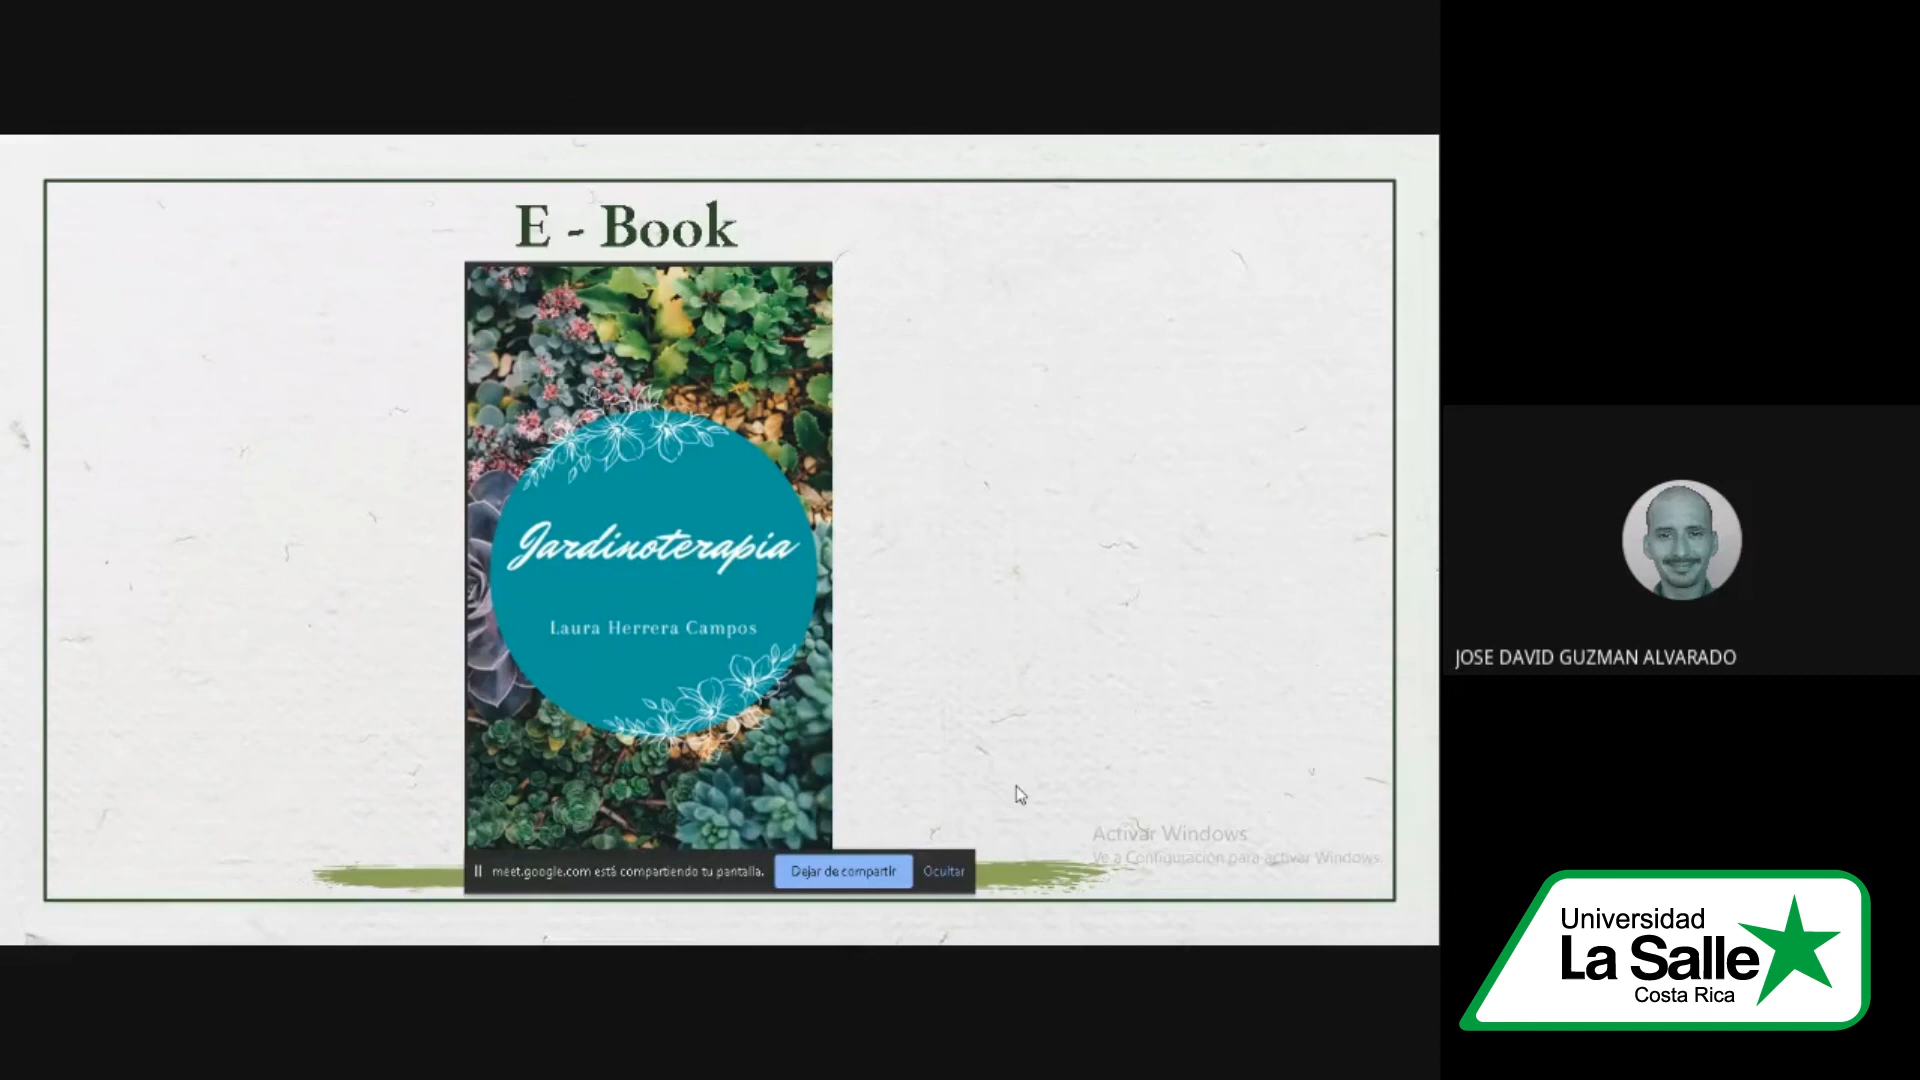 E - Book
Jardinoterapia
Laura Herrera Campos
Activar Windows
Ve a Configuración para activar Windows.
meet.google.com está compartiendo tu pantalla.
Dejar de compartir
Ocultar
JOSE DAVID GUZMAN ALVARADO
Universidad
La Salle
Costa Rica